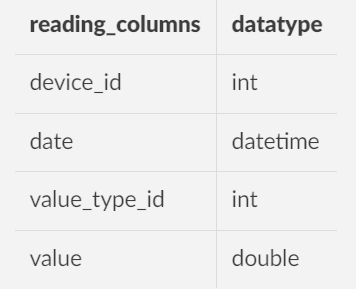 reading_columns datatype
device_id int
date datetime
value_type_id int
value double